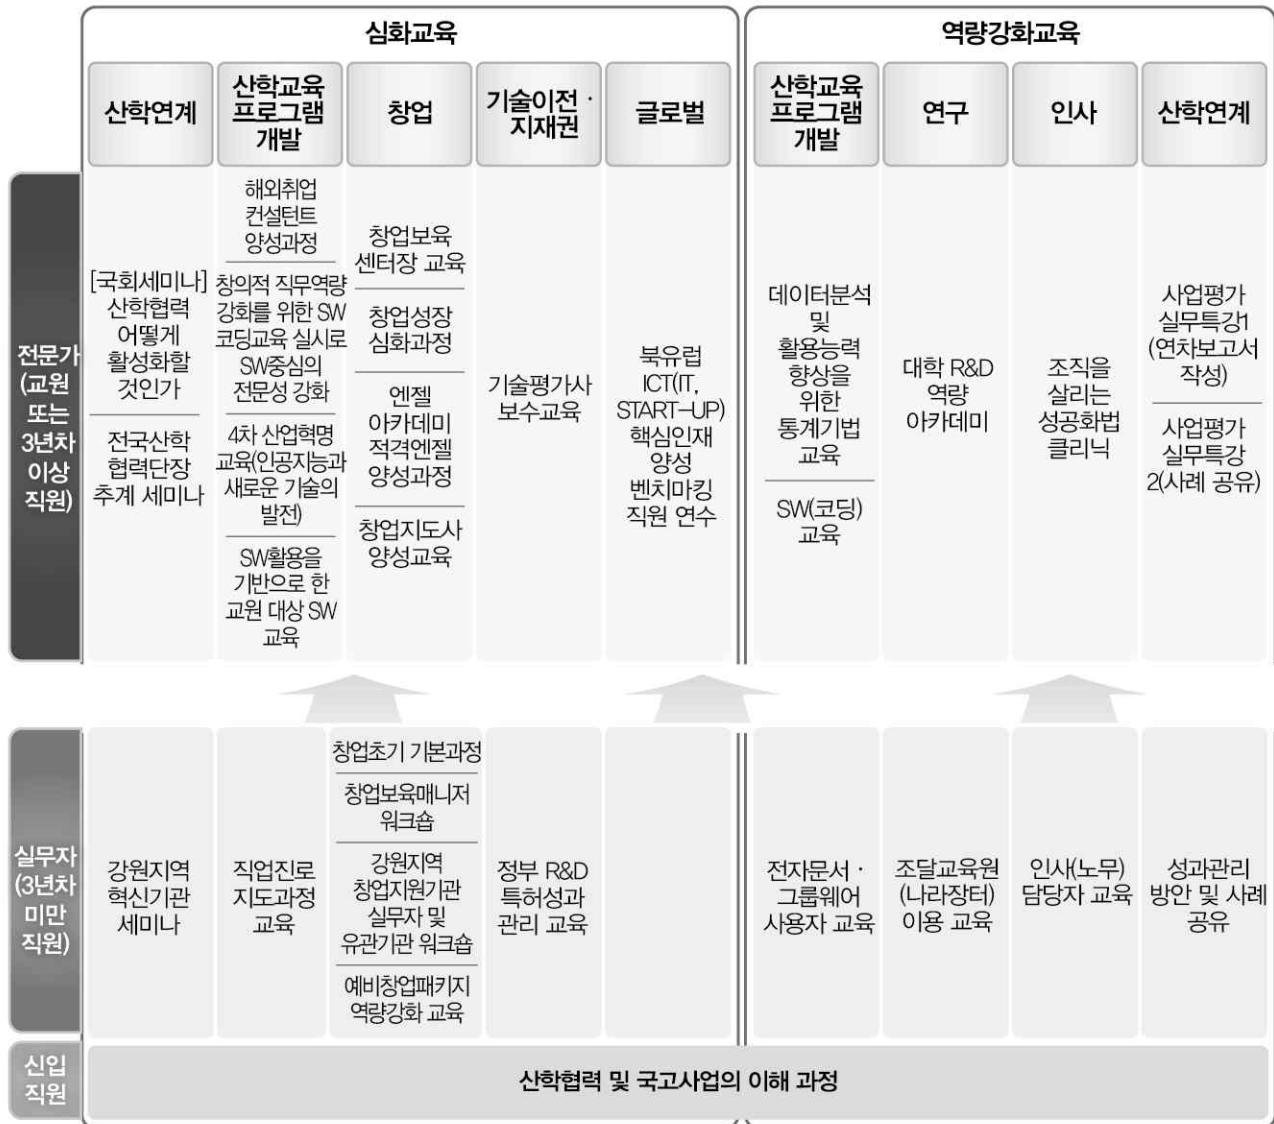 심화교육
역량강화교육
산학연계
산학교육
프로그램
개발
창업
기술이전 ·
지재권
글로벌
산학교육
프로그램
개발
연구
인사
산학연계
전문가
(교원
또는
3년차
이상
직원)
[국회세미나]
산학협력
어떻게
활성화할
것인가
전국산학
협력단장
추계 세미나
해외취업
컨설턴트
양성과정
창의적 직무역량
강화를 위한 SW
코딩교육 실시로
SW중심의
전문성 강화
4차 산업혁명
교육(인공지능과
새로운 기술의
발전)
SW활용을
기반으로 한
교원 대상 SW
교육
창업보육
센터장 교육
창업성장
심화과정
엔젤
아카데미
적격엔젤
양성과정
창업지도사
양성교육
기술평가사
보수교육
북유럽
ICT(IT,
START-UP)
핵심인재
양성
벤치마킹
직원 연수
데이터분석
및
활용능력
향상을
위한
통계기법
교육
SW(코딩)
교육
대학 R&D
역량
아카데미
조직을
살리는
성공화법
클리닉
사업평가
실무특강1
(연차보고서
작성)
사업평가
실무특강
2(사례 공유)
실무자
(3년차
미만
직원)
강원지역
혁신기관
세미나
직업진로
지도과정
교육
창업초기 기본과정
창업보육매니저
워크숍
강원지역
창업지원기관
실무자 및
유관기관 워크숍
예비창업패키지
역량강화 교육
정부 R&D
특허성과
관리 교육
전자문서 ·
그룹웨어
사용자 교육
조달교육원
(나라장터)
이용 교육
인사(노무)
담당자 교육
성과관리
방안 및 사례
공유
신입
직원
산학협력 및 국고사업의 이해 과정